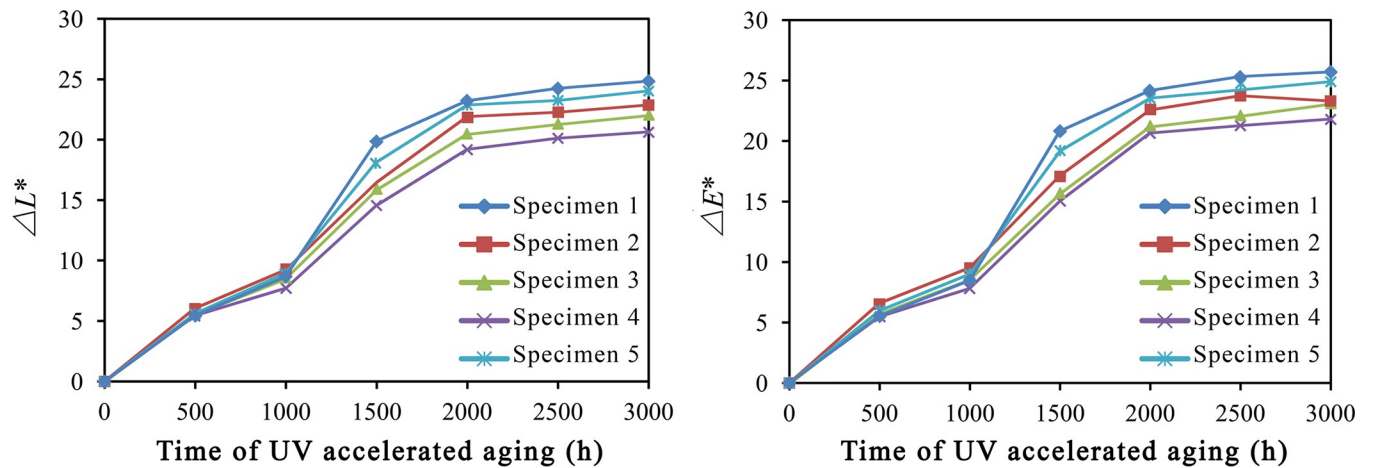 30
25
20
15
10
5
0
△L*
0 500 1000 1500 2000 2500 3000
Time of UV accelerated aging (h)
Specimen 1
Specimen 2
Specimen 3
Specimen 4
Specimen 5
30
25
20
15
10
5
0
△E*
0 500 1000 1500 2000 2500 3000
Time of UV accelerated aging (h)
Specimen 1
Specimen 2
Specimen 3
Specimen 4
Specimen 5